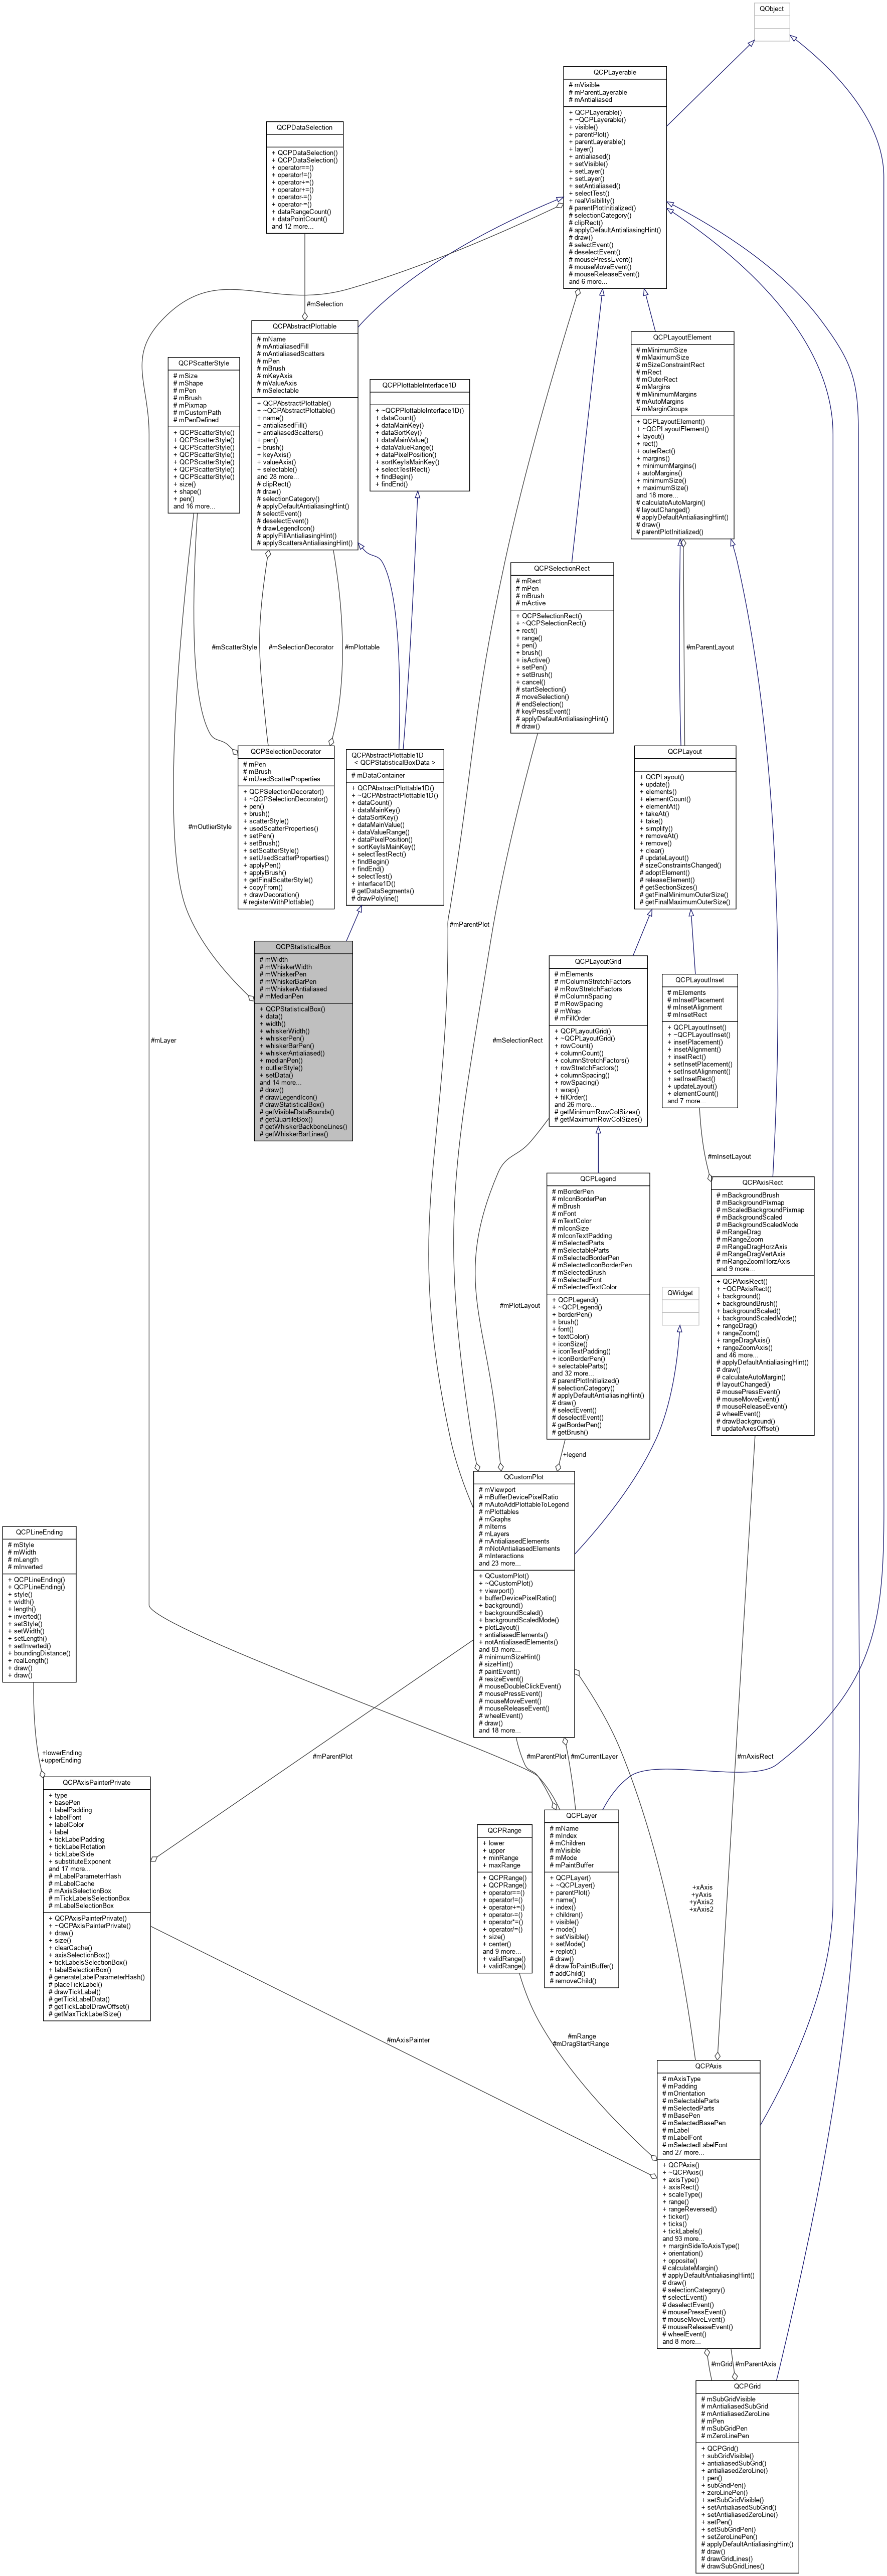 QObject
QCPLayerable
# mVisible
# mParentLayerable
# mAntialiased
+ QCPLayerable()
+ ~QCPLayerable()
+ visible()
+ parentPlot()
+ parentLayerable()
+ layer()
+ antialiased()
+ setVisible()
+ setLayer()
+ setLayer()
+ setAntialiased()
+ selectTest()
+ realVisibility()
# parentPlotInitialized()
# selectionCategory()
# clipRect()
# applyDefaultAntialiasingHint()
# draw()
# selectEvent()
# deselectEvent()
# mousePressEvent()
# mouseMoveEvent()
# mouseReleaseEvent()
and 6 more...
QCPDataSelection
+ QCPDataSelection()
+ QCPDataSelection()
+ operator==()
+ operator!=()
+ operator+=()
+ operator+=()
+ operator-=()
+ operator-=()
+ dataRangeCount()
+ dataPointCount()
and 12 more...
#mSelection
QCPAbstractPlottable
# mName
# mAntialiasedFill
# mAntialiasedScatters
# mPen
# mBrush
# mKeyAxis
# mValueAxis
# mSelectable
+ QCPAbstractPlottable()
+ ~QCPAbstractPlottable()
+ name()
+ antialiasedFill()
+ antialiasedScatters()
+ pen()
+ brush()
+ keyAxis()
+ valueAxis()
+ selectable()
and 28 more...
# clipRect()
# draw()
# selectionCategory()
# applyDefaultAntialiasingHint()
# selectEvent()
# deselectEvent()
# drawLegendIcon()
# applyFillAntialiasingHint()
# applyScattersAntialiasingHint()
QCPScatterStyle
# mSize
# mShape
# mPen
# mBrush
# mPixmap
# mCustomPath
# mPenDefined
+ QCPScatterStyle()
+ QCPScatterStyle()
+ QCPScatterStyle()
+ QCPScatterStyle()
+ QCPScatterStyle()
+ QCPScatterStyle()
+ QCPScatterStyle()
+ size()
+ shape()
+ pen()
and 16 more...
QCPPlottableInterface1D
+ ~QCPPlottableInterface1D()
+ dataCount()
+ dataMainKey()
+ dataSortKey()
+ dataMainValue()
+ dataValueRange()
+ dataPixelPosition()
+ sortKeyIsMainKey()
+ selectTestRect()
+ findBegin()
+ findEnd()
QCPLayoutElement
# mMinimumSize
# mMaximumSize
# mSizeConstraintRect
# mRect
# mOuterRect
# mMargins
# mMinimumMargins
# mAutoMargins
# mMarginGroups
+ QCPLayoutElement()
+ ~QCPLayoutElement()
+ layout()
+ rect()
+ outerRect()
+ margins()
+ minimumMargins()
+ autoMargins()
+ minimumSize()
+ maximumSize()
and 18 more...
# calculateAutoMargin()
# layoutChanged()
# applyDefaultAntialiasingHint()
# draw()
# parentPlotInitialized()
QCPSelectionRect
# mRect
# mPen
# mBrush
# mActive
+ QCPSelectionRect()
+ ~QCPSelectionRect()
+ rect()
+ range()
+ pen()
+ brush()
+ isActive()
+ setPen()
+ setBrush()
+ cancel()
# startSelection()
# moveSelection()
# endSelection()
# keyPressEvent()
# applyDefaultAntialiasingHint()
# draw()
#mScatterStyle
#mSelectionDecorator
#mPlottable
#mParentLayout
QCPSelectionDecorator
# mPen
# mBrush
# mUsedScatterProperties
+ QCPSelectionDecorator()
+ ~QCPSelectionDecorator()
+ pen()
+ brush()
+ scatterStyle()
+ usedScatterProperties()
+ setPen()
+ setBrush()
+ setScatterStyle()
+ setUsedScatterProperties()
+ applyPen()
+ applyBrush()
+ getFinalScatterStyle()
+ copyFrom()
+ drawDecoration()
# registerWithPlottable()
QCPAbstractPlottable1D
< QCPStatisticalBoxData >
# mDataContainer
+ QCPAbstractPlottable1D()
+ ~QCPAbstractPlottable1D()
+ dataCount()
+ dataMainKey()
+ dataSortKey()
+ dataMainValue()
+ dataValueRange()
+ dataPixelPosition()
+ sortKeyIsMainKey()
+ selectTestRect()
+ findBegin()
+ findEnd()
+ selectTest()
+ interface1D()
# getDataSegments()
# drawPolyline()
QCPLayout
+ QCPLayout()
+ update()
+ elements()
+ elementCount()
+ elementAt()
+ takeAt()
+ take()
+ simplify()
+ removeAt()
+ remove()
+ clear()
# updateLayout()
# sizeConstraintsChanged()
# adoptElement()
# releaseElement()
# getSectionSizes()
# getFinalMinimumOuterSize()
# getFinalMaximumOuterSize()
#mOutlierStyle
#mParentPlot
QCPStatisticalBox
# mWidth
# mWhiskerWidth
# mWhiskerPen
# mWhiskerBarPen
# mWhiskerAntialiased
# mMedianPen
+ QCPStatisticalBox()
+ data()
+ width()
+ whiskerWidth()
+ whiskerPen()
+ whiskerBarPen()
+ whiskerAntialiased()
+ medianPen()
+ outlierStyle()
+ setData()
and 14 more...
# draw()
# drawLegendIcon()
# drawStatisticalBox()
# getVisibleDataBounds()
# getQuartileBox()
# getWhiskerBackboneLines()
# getWhiskerBarLines()
#mLayer
#mSelectionRect
QCPLayoutGrid
# mElements
# mColumnStretchFactors
# mRowStretchFactors
# mColumnSpacing
# mRowSpacing
# mWrap
# mFillOrder
+ QCPLayoutGrid()
+ ~QCPLayoutGrid()
+ rowCount()
+ columnCount()
+ columnStretchFactors()
+ rowStretchFactors()
+ columnSpacing()
+ rowSpacing()
+ wrap()
+ fillOrder()
and 26 more...
# getMinimumRowColSizes()
# getMaximumRowColSizes()
QCPLayoutInset
# mElements
# mInsetPlacement
# mInsetAlignment
# mInsetRect
+ QCPLayoutInset()
+ ~QCPLayoutInset()
+ insetPlacement()
+ insetAlignment()
+ insetRect()
+ setInsetPlacement()
+ setInsetAlignment()
+ setInsetRect()
+ updateLayout()
+ elementCount()
and 7 more...
#mInsetLayout
QCPLegend
# mBorderPen
# mIconBorderPen
# mBrush
# mFont
# mTextColor
# mIconSize
# mIconTextPadding
# mSelectedParts
# mSelectableParts
# mSelectedBorderPen
# mSelectedIconBorderPen
# mSelectedBrush
# mSelectedFont
# mSelectedTextColor
+ QCPLegend()
+ ~QCPLegend()
+ borderPen()
+ brush()
+ font()
+ textColor()
+ iconSize()
+ iconTextPadding()
+ iconBorderPen()
+ selectableParts()
and 32 more...
# parentPlotInitialized()
# selectionCategory()
# applyDefaultAntialiasingHint()
# draw()
# selectEvent()
# deselectEvent()
# getBorderPen()
# getBrush()
QCPAxisRect
# mBackgroundBrush
# mBackgroundPixmap
# mScaledBackgroundPixmap
# mBackgroundScaled
# mBackgroundScaledMode
# mRangeDrag
# mRangeZoom
# mRangeDragHorzAxis
# mRangeDragVertAxis
# mRangeZoomHorzAxis
and 9 more...
+ QCPAxisRect()
+ ~QCPAxisRect()
+ background()
+ backgroundBrush()
+ backgroundScaled()
+ backgroundScaledMode()
+ rangeDrag()
+ rangeZoom()
+ rangeDragAxis()
+ rangeZoomAxis()
and 46 more...
# applyDefaultAntialiasingHint()
# draw()
# calculateAutoMargin()
# layoutChanged()
# mousePressEvent()
# mouseMoveEvent()
# mouseReleaseEvent()
# wheelEvent()
# drawBackground()
# updateAxesOffset()
QWidget
#mPlotLayout
+legend
QCustomPlot
# mViewport
# mBufferDevicePixelRatio
# mAutoAddPlottableToLegend
# mPlottables
# mGraphs
# mItems
# mLayers
# mAntialiasedElements
# mNotAntialiasedElements
# mInteractions
and 23 more...
+ QCustomPlot()
+ ~QCustomPlot()
+ viewport()
+ bufferDevicePixelRatio()
+ background()
+ backgroundScaled()
+ backgroundScaledMode()
+ plotLayout()
+ antialiasedElements()
+ notAntialiasedElements()
and 83 more...
# minimumSizeHint()
# sizeHint()
# paintEvent()
# resizeEvent()
# mouseDoubleClickEvent()
# mousePressEvent()
# mouseMoveEvent()
# mouseReleaseEvent()
# wheelEvent()
# draw()
and 18 more...
QCPLineEnding
# mStyle
# mWidth
# mLength
# mInverted
+ QCPLineEnding()
+ QCPLineEnding()
+ style()
+ width()
+ length()
+ inverted()
+ setStyle()
+ setWidth()
+ setLength()
+ setInverted()
+ boundingDistance()
+ realLength()
+ draw()
+ draw()
+lowerEnding
+upperEnding
#mParentPlot
#mParentPlot
#mCurrentLayer
#mAxisRect
QCPAxisPainterPrivate
+ type
+ basePen
+ labelPadding
+ labelFont
+ labelColor
+ label
+ tickLabelPadding
+ tickLabelRotation
+ tickLabelSide
+ substituteExponent
and 17 more...
# mLabelParameterHash
# mLabelCache
# mAxisSelectionBox
# mTickLabelsSelectionBox
# mLabelSelectionBox
+ QCPAxisPainterPrivate()
+ ~QCPAxisPainterPrivate()
+ draw()
+ size()
+ clearCache()
+ axisSelectionBox()
+ tickLabelsSelectionBox()
+ labelSelectionBox()
# generateLabelParameterHash()
# placeTickLabel()
# drawTickLabel()
# getTickLabelData()
# getTickLabelDrawOffset()
# getMaxTickLabelSize()
QCPRange
+ lower
+ upper
+ minRange
+ maxRange
+ QCPRange()
+ QCPRange()
+ operator==()
+ operator!=()
+ operator+=()
+ operator-=()
+ operator*=()
+ operator/=()
+ size()
+ center()
and 9 more...
+ validRange()
+ validRange()
QCPLayer
# mName
# mIndex
# mChildren
# mVisible
# mMode
# mPaintBuffer
+ QCPLayer()
+ ~QCPLayer()
+ parentPlot()
+ name()
+ index()
+ children()
+ visible()
+ mode()
+ setVisible()
+ setMode()
+ replot()
# draw()
# drawToPaintBuffer()
# addChild()
# removeChild()
+xAxis
+yAxis
+yAxis2
+xAxis2
#mAxisPainter
#mRange
#mDragStartRange
QCPAxis
# mAxisType
# mPadding
# mOrientation
# mSelectableParts
# mSelectedParts
# mBasePen
# mSelectedBasePen
# mLabel
# mLabelFont
# mSelectedLabelFont
and 27 more...
+ QCPAxis()
+ ~QCPAxis()
+ axisType()
+ axisRect()
+ scaleType()
+ range()
+ rangeReversed()
+ ticker()
+ ticks()
+ tickLabels()
and 93 more...
+ marginSideToAxisType()
+ orientation()
+ opposite()
# calculateMargin()
# applyDefaultAntialiasingHint()
# draw()
# selectionCategory()
# selectEvent()
# deselectEvent()
# mousePressEvent()
# mouseMoveEvent()
# mouseReleaseEvent()
# wheelEvent()
and 8 more...
#mGrid
#mParentAxis
QCPGrid
# mSubGridVisible
# mAntialiasedSubGrid
# mAntialiasedZeroLine
# mPen
# mSubGridPen
# mZeroLinePen
+ QCPGrid()
+ subGridVisible()
+ antialiasedSubGrid()
+ antialiasedZeroLine()
+ pen()
+ subGridPen()
+ zeroLinePen()
+ setSubGridVisible()
+ setAntialiasedSubGrid()
+ setAntialiasedZeroLine()
+ setPen()
+ setSubGridPen()
+ setZeroLinePen()
# applyDefaultAntialiasingHint()
# draw()
# drawGridLines()
# drawSubGridLines()